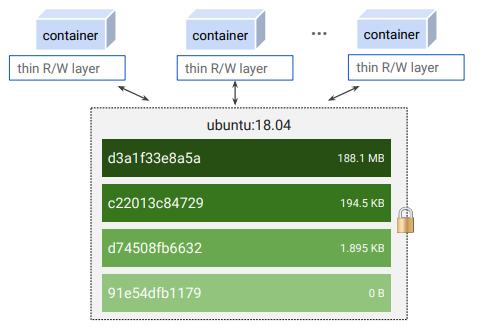 container
container
...
container
thin R/W layer
thin R/W layer
thin R/W layer
ubuntu:18.04
d3a1f33e8a5a 188.1 MB
c22013c84729 194.5 KB
d74508fb6632 1.895 KB
91e54dfb1179 0 B